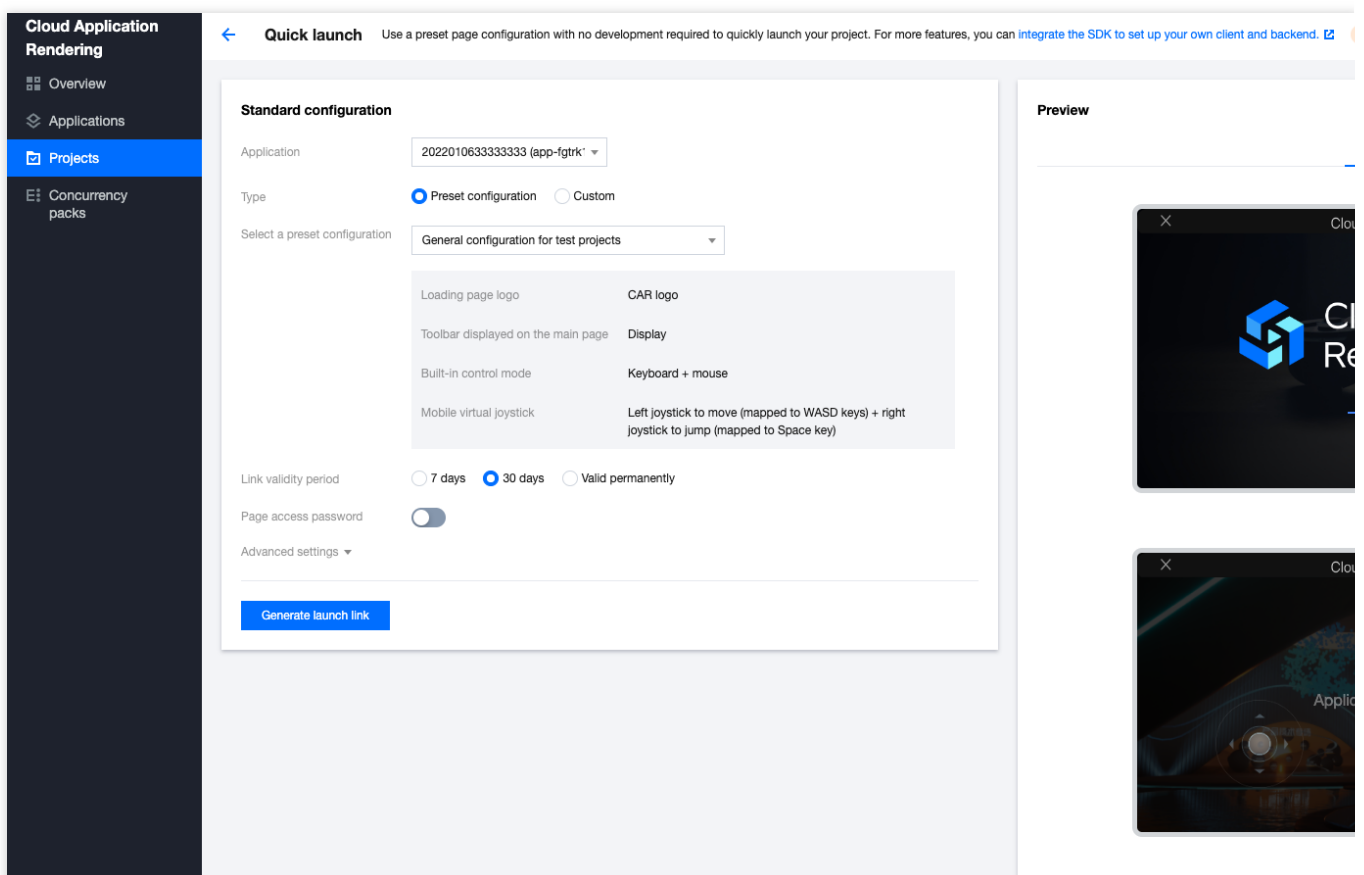 Cloud Application
Rendering
Overview
Applications
Projects
Concurrency
packs
Quick launch
Use a preset page configuration with no development required to quickly launch your project. For more features, you can integrate the SDK to set up your own client and backend.
Standard configuration
Application
2022010633333333 (app-fgtrk
Type
Preset configuration
Custom
Select a preset configuration
General configuration for test projects
Loading page logo
CAR logo
Toolbar displayed on the main page
Display
Built-in control mode
Keyboard + mouse
Mobile virtual joystick
Left joystick to move (mapped to WASD keys) + right
joystick to jump (mapped to Space key)
Link validity period
7 days
30 days
Valid permanently
Page access password
Advanced settings
Generate launch link
Preview
Clou
Cl
Re
Clou
Applic